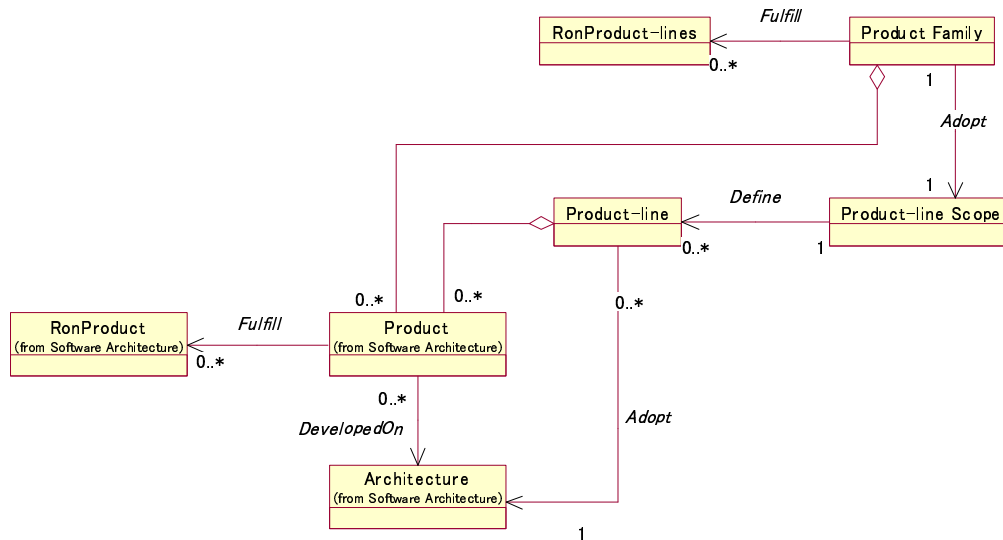 Fulfill
RonProduct-lines
Product Family
0..*
1
Adopt
1
Define
Product-line
Product-line Scope
0..*
1
0..*
0..*
0..*
RonProduct
(from Software Architecture)
Fulfill
Product
(from Software Architecture)
0..*
0..*
DevelopedOn
Adopt
Architecture
(from Software Architecture)
1